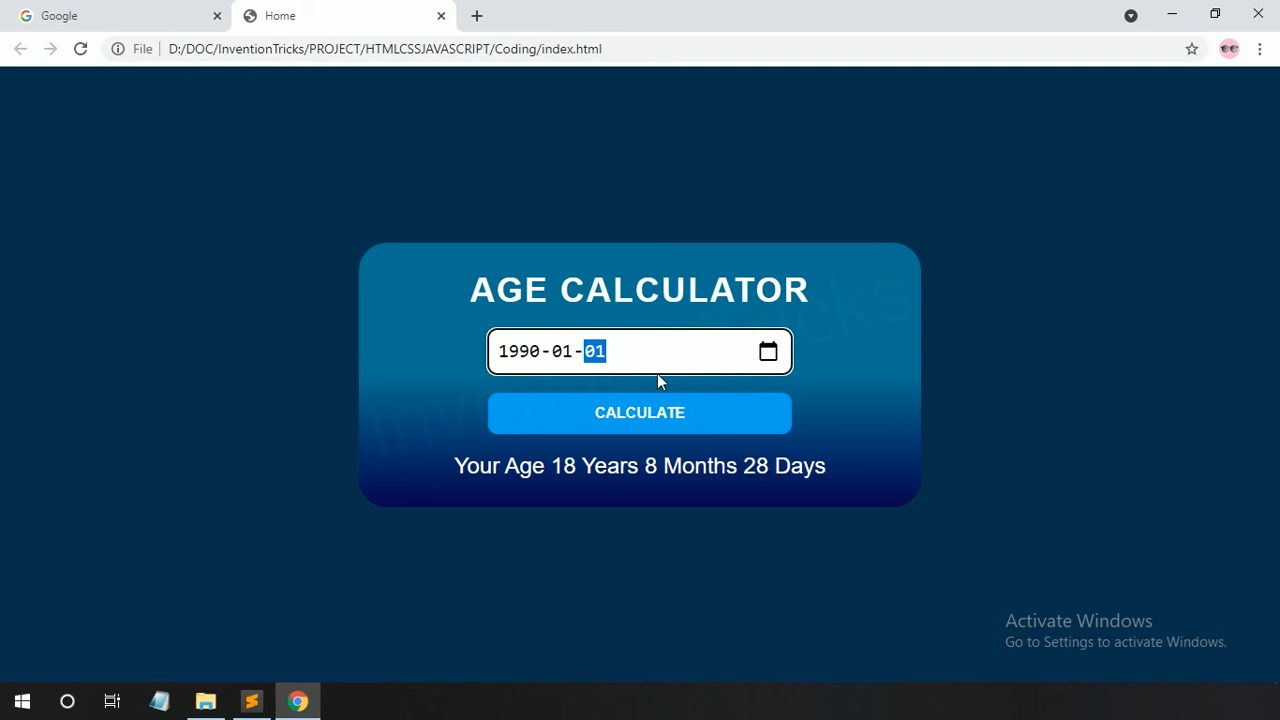 Google
Home
File
D:/DOC/InventionTricks/PROJECT/HTMLCSSJAVASCRIPT/Coding/index.html
AGE CALCULATOR
1990-01-01
CALCULATE
Your Age 18 Years 8 Months 28 Days
Activate Windows
Go to Settings to activate Windows.